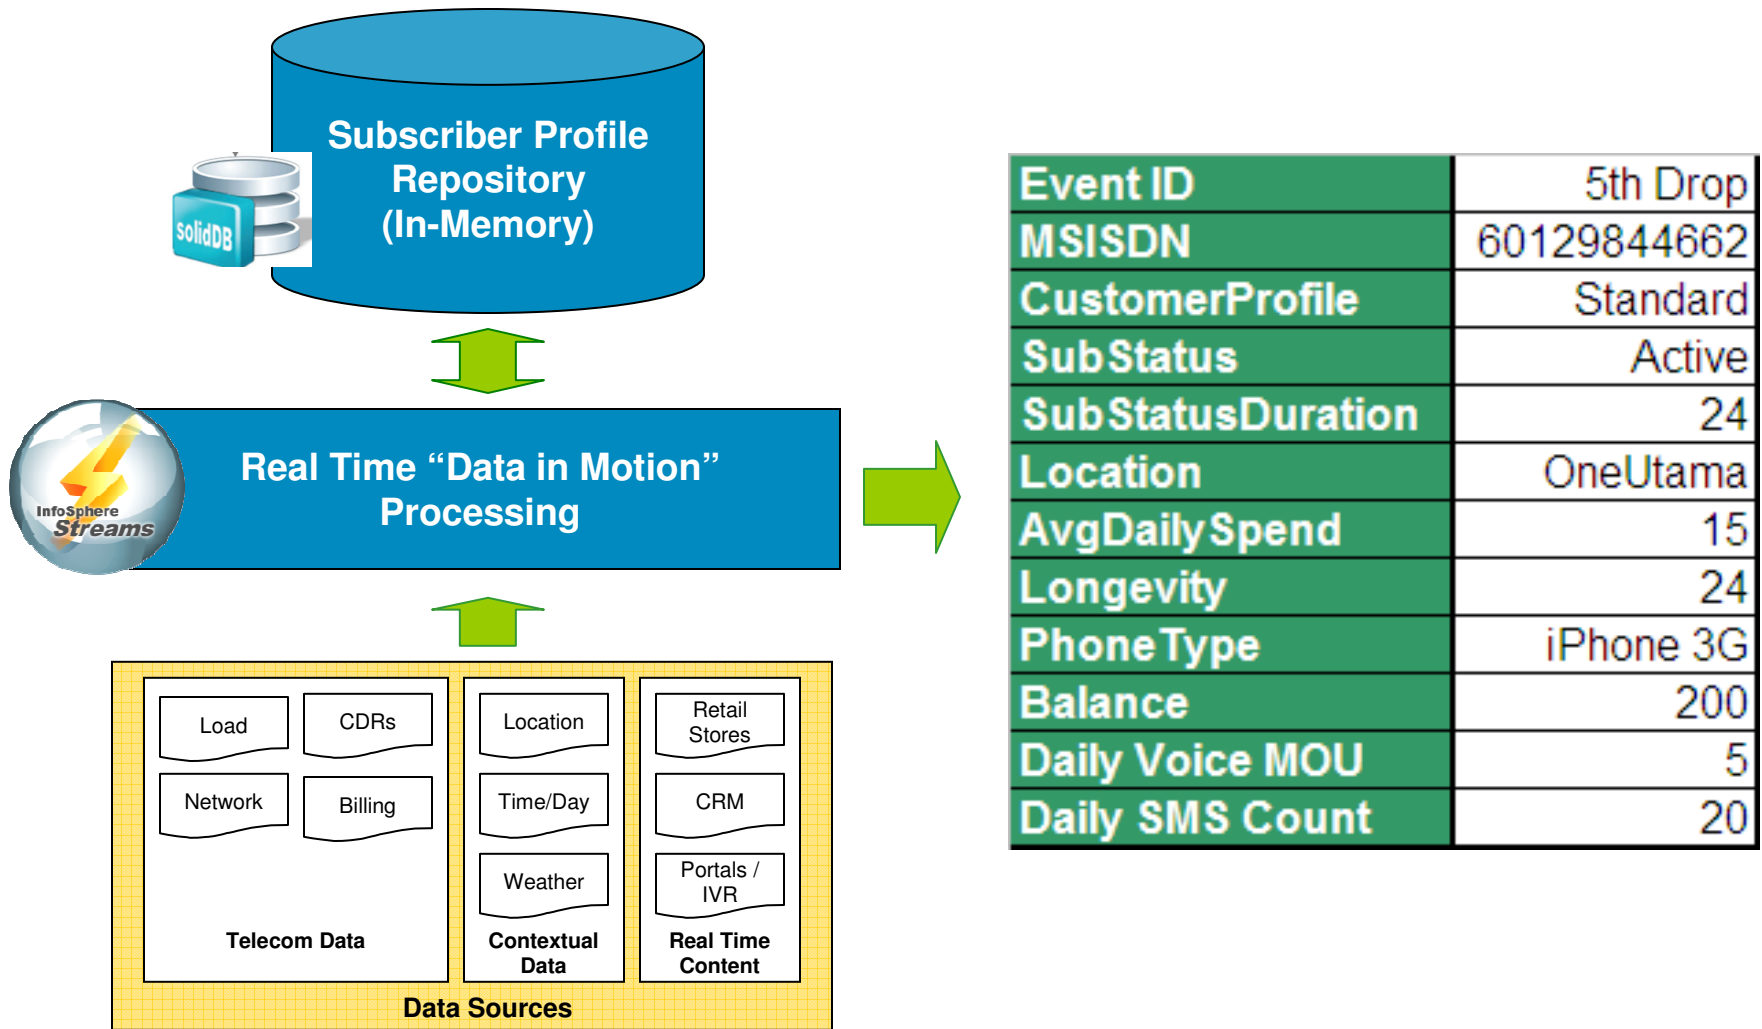 Subscriber Profile
Repository
(In-Memory)
solidDB
Real Time “Data in Motion”
Processing
InfoSphere
Streams
Load
CDRs
Network
Billing
Telecom Data
Location
Time/Day
Weather
Contextual
Data
Retail
Stores
CRM
Portals /
IVR
Real Time
Content
Data Sources
Event ID 5th Drop
MSISDN 60129844662
CustomerProfile Standard
SubStatus Active
SubStatusDuration 24
Location OneUtama
AvgDailySpend 15
Longevity 24
PhoneType iPhone 3G
Balance 200
Daily Voice MOU 5
Daily SMS Count 20